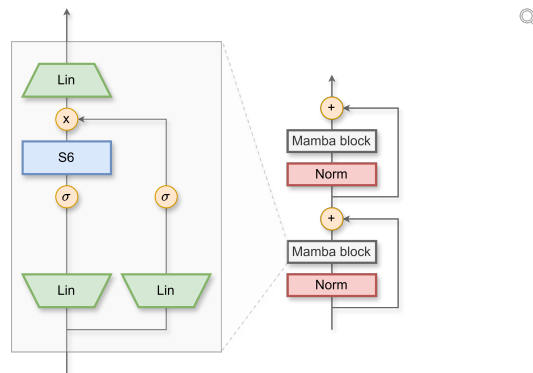 Lin
x
S6
σ
σ
Lin
Lin
+
Mamba block
Norm
+
Mamba block
Norm